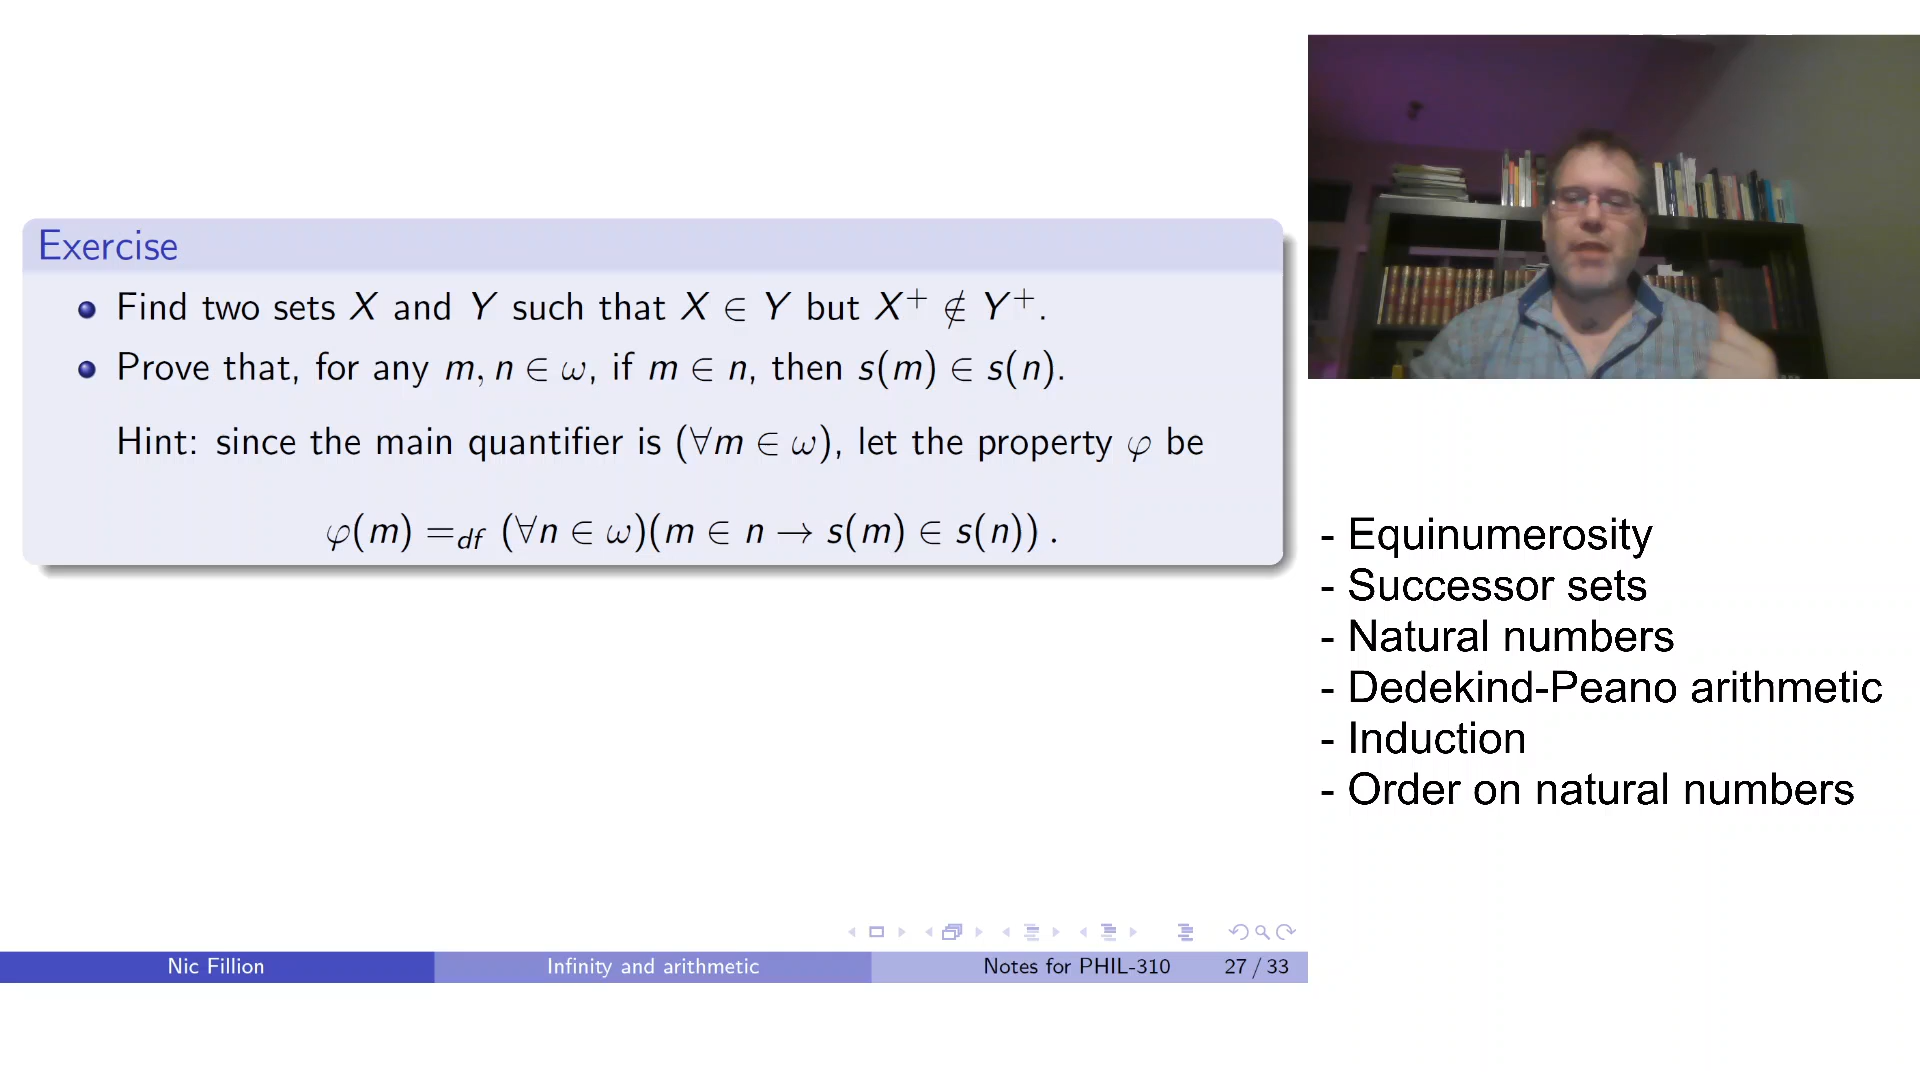 Exercise
Find two sets X and Y such that X ∈ Y but X⁺ ∉ Y⁺.
Prove that, for any m, n ∈ ω, if m ∈ n, then s(m) ∈ s(n).
Hint: since the main quantifier is (∀m ∈ ω), let the property φ be
φ(m) =df (∀n ∈ ω)(m ∈ n → s(m) ∈ s(n)) .
- Equinumerosity
- Successor sets
- Natural numbers
- Dedekind-Peano arithmetic
- Induction
- Order on natural numbers
Nic Fillion Infinity and arithmetic Notes for PHIL-310 27 / 33